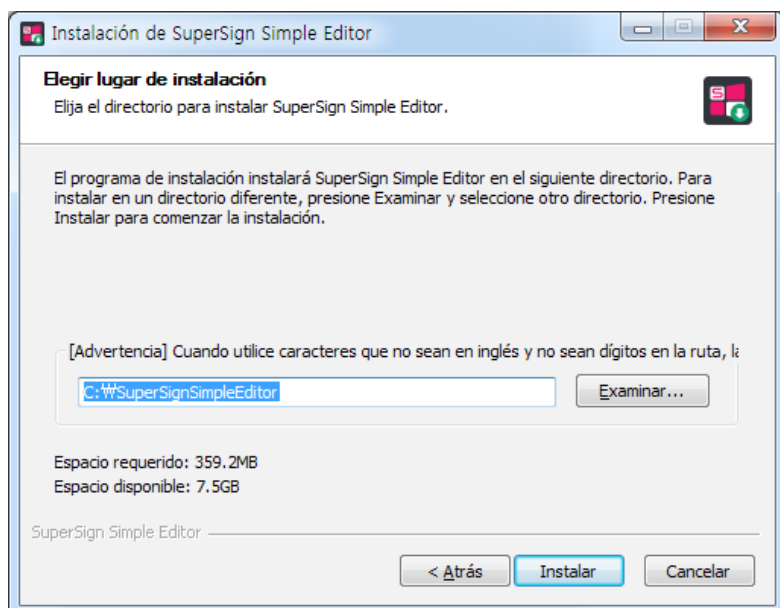 Instalación de SuperSign Simple Editor
Elegir lugar de instalación
Elija el directorio para instalar SuperSign Simple Editor.
S
El programa de instalación instalará SuperSign Simple Editor en el siguiente directorio. Para
instalar en un directorio diferente, presione Examinar y seleccione otro directorio. Presione
Instalar para comenzar la instalación.
[Advertencia] Cuando utilice caracteres que no sean en inglés y no sean dígitos en la ruta, la
C:₩SuperSignSimpleEditor
Examinar...
Espacio requerido: 359.2MB
Espacio disponible: 7.5GB
SuperSign Simple Editor
< Atrás
Instalar
Cancelar